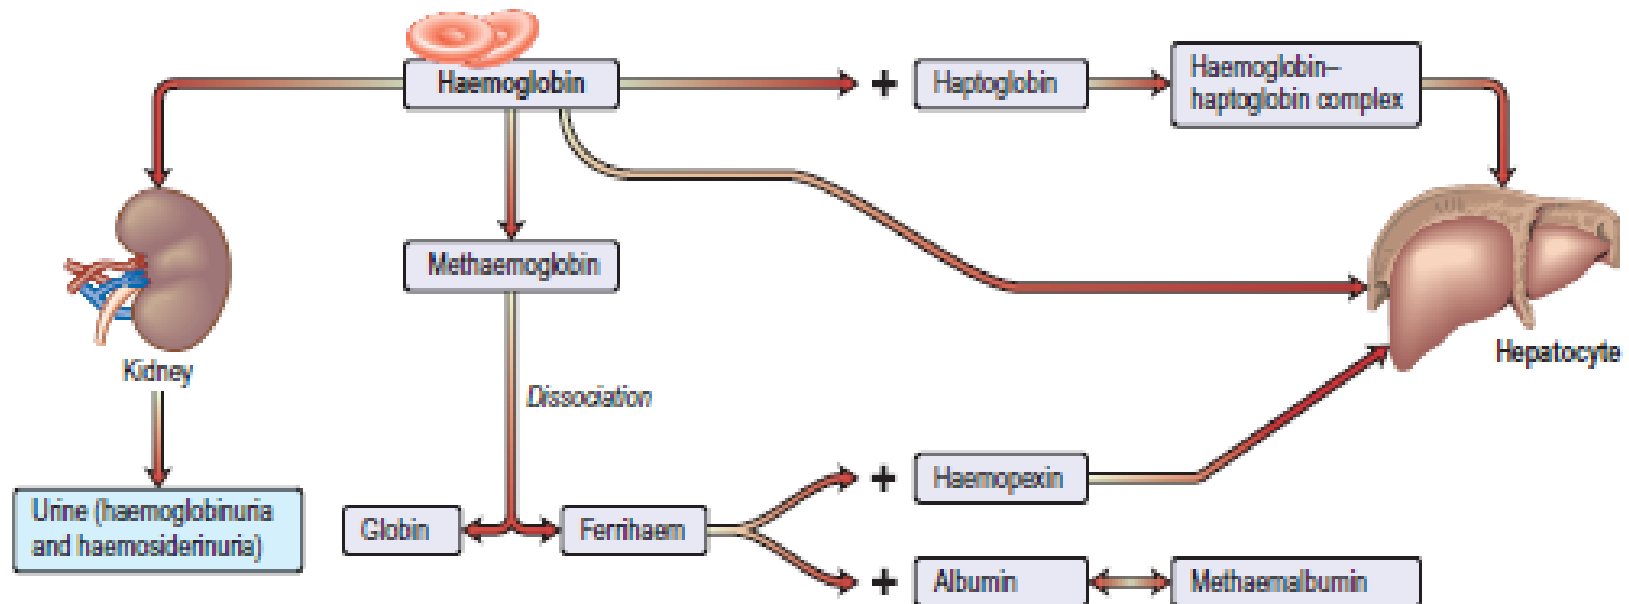 Haemoglobin
Haptoglobin
Haemoglobin–
haptoglobin complex
Methaemoglobin
Kidney
Hepatocyte
Dissociation
Urine (haemoglobinuria
and haemosiderinuria)
Globin
Ferrihaem
Haemopexin
Albumin
Methaemalbumin
+
+
+